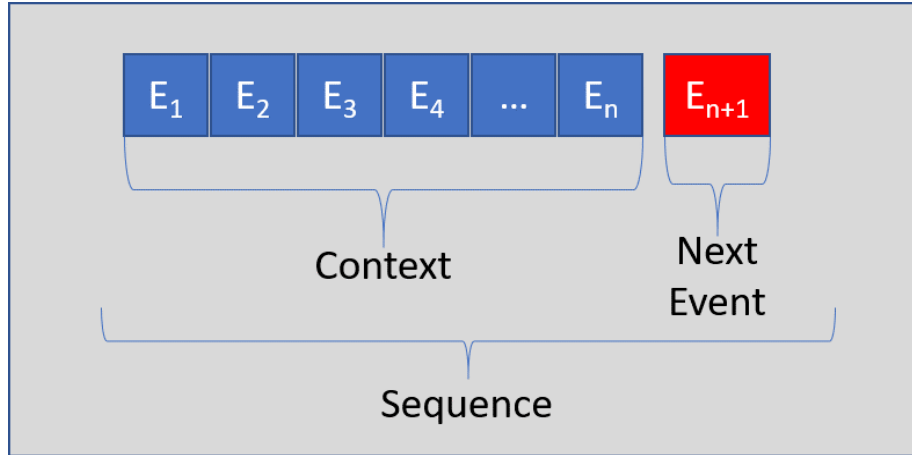 E₁ E₂ E₃ E₄ ... Eₙ Eₙ₊₁
Context
Next
Event
Sequence